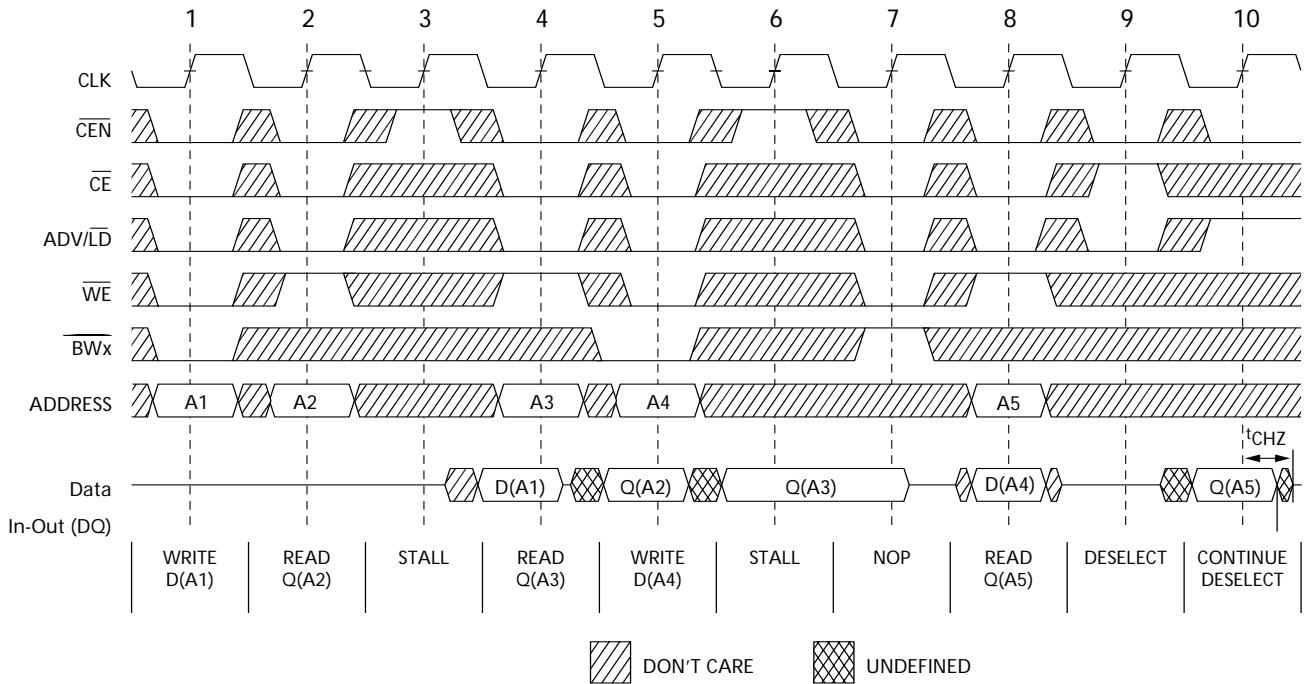 1 2 3 4 5 6 7 8 9 10
CLK
CEN
CE
ADV/LD
WE
BWx
ADDRESS A1 A2 A3 A4 A5
tCHZ
Data D(A1) Q(A2) Q(A3) D(A4) Q(A5)
In-Out (DQ)
WRITE READ STALL READ WRITE STALL NOP READ DESELECT CONTINUE
D(A1) Q(A2) Q(A3) D(A4) Q(A5) DESELECT
DON'T CARE UNDEFINED